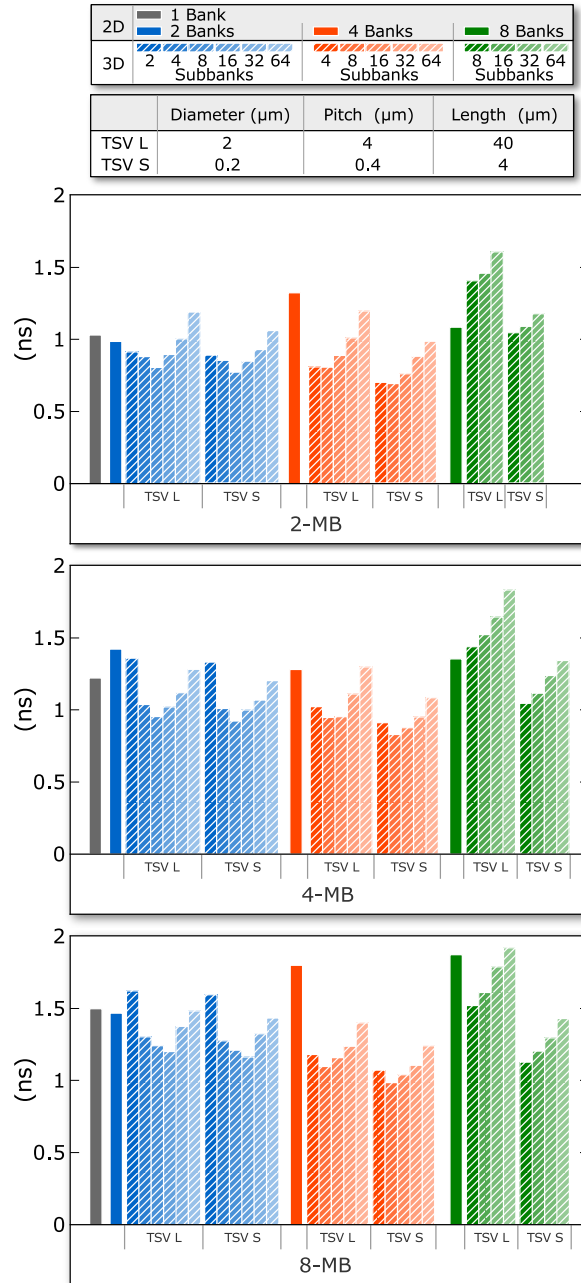 2D 1 Bank
2 Banks 4 Banks 8 Banks
3D 2 4 8 16 32 64 4 8 16 32 64 8 16 32 64
Subbanks Subbanks Subbanks
Diameter (µm) Pitch (µm) Length (µm)
TSV L 2 4 40
TSV S 0.2 0.4 4
2
1.5
1
0.5
0
(ns)
TSV L TSV S TSV L TSV S TSV L TSV S
2-MB
2
1.5
1
0.5
0
(ns)
TSV L TSV S TSV L TSV S TSV L TSV S
4-MB
2
1.5
1
0.5
0
(ns)
TSV L TSV S TSV L TSV S TSV L TSV S
8-MB